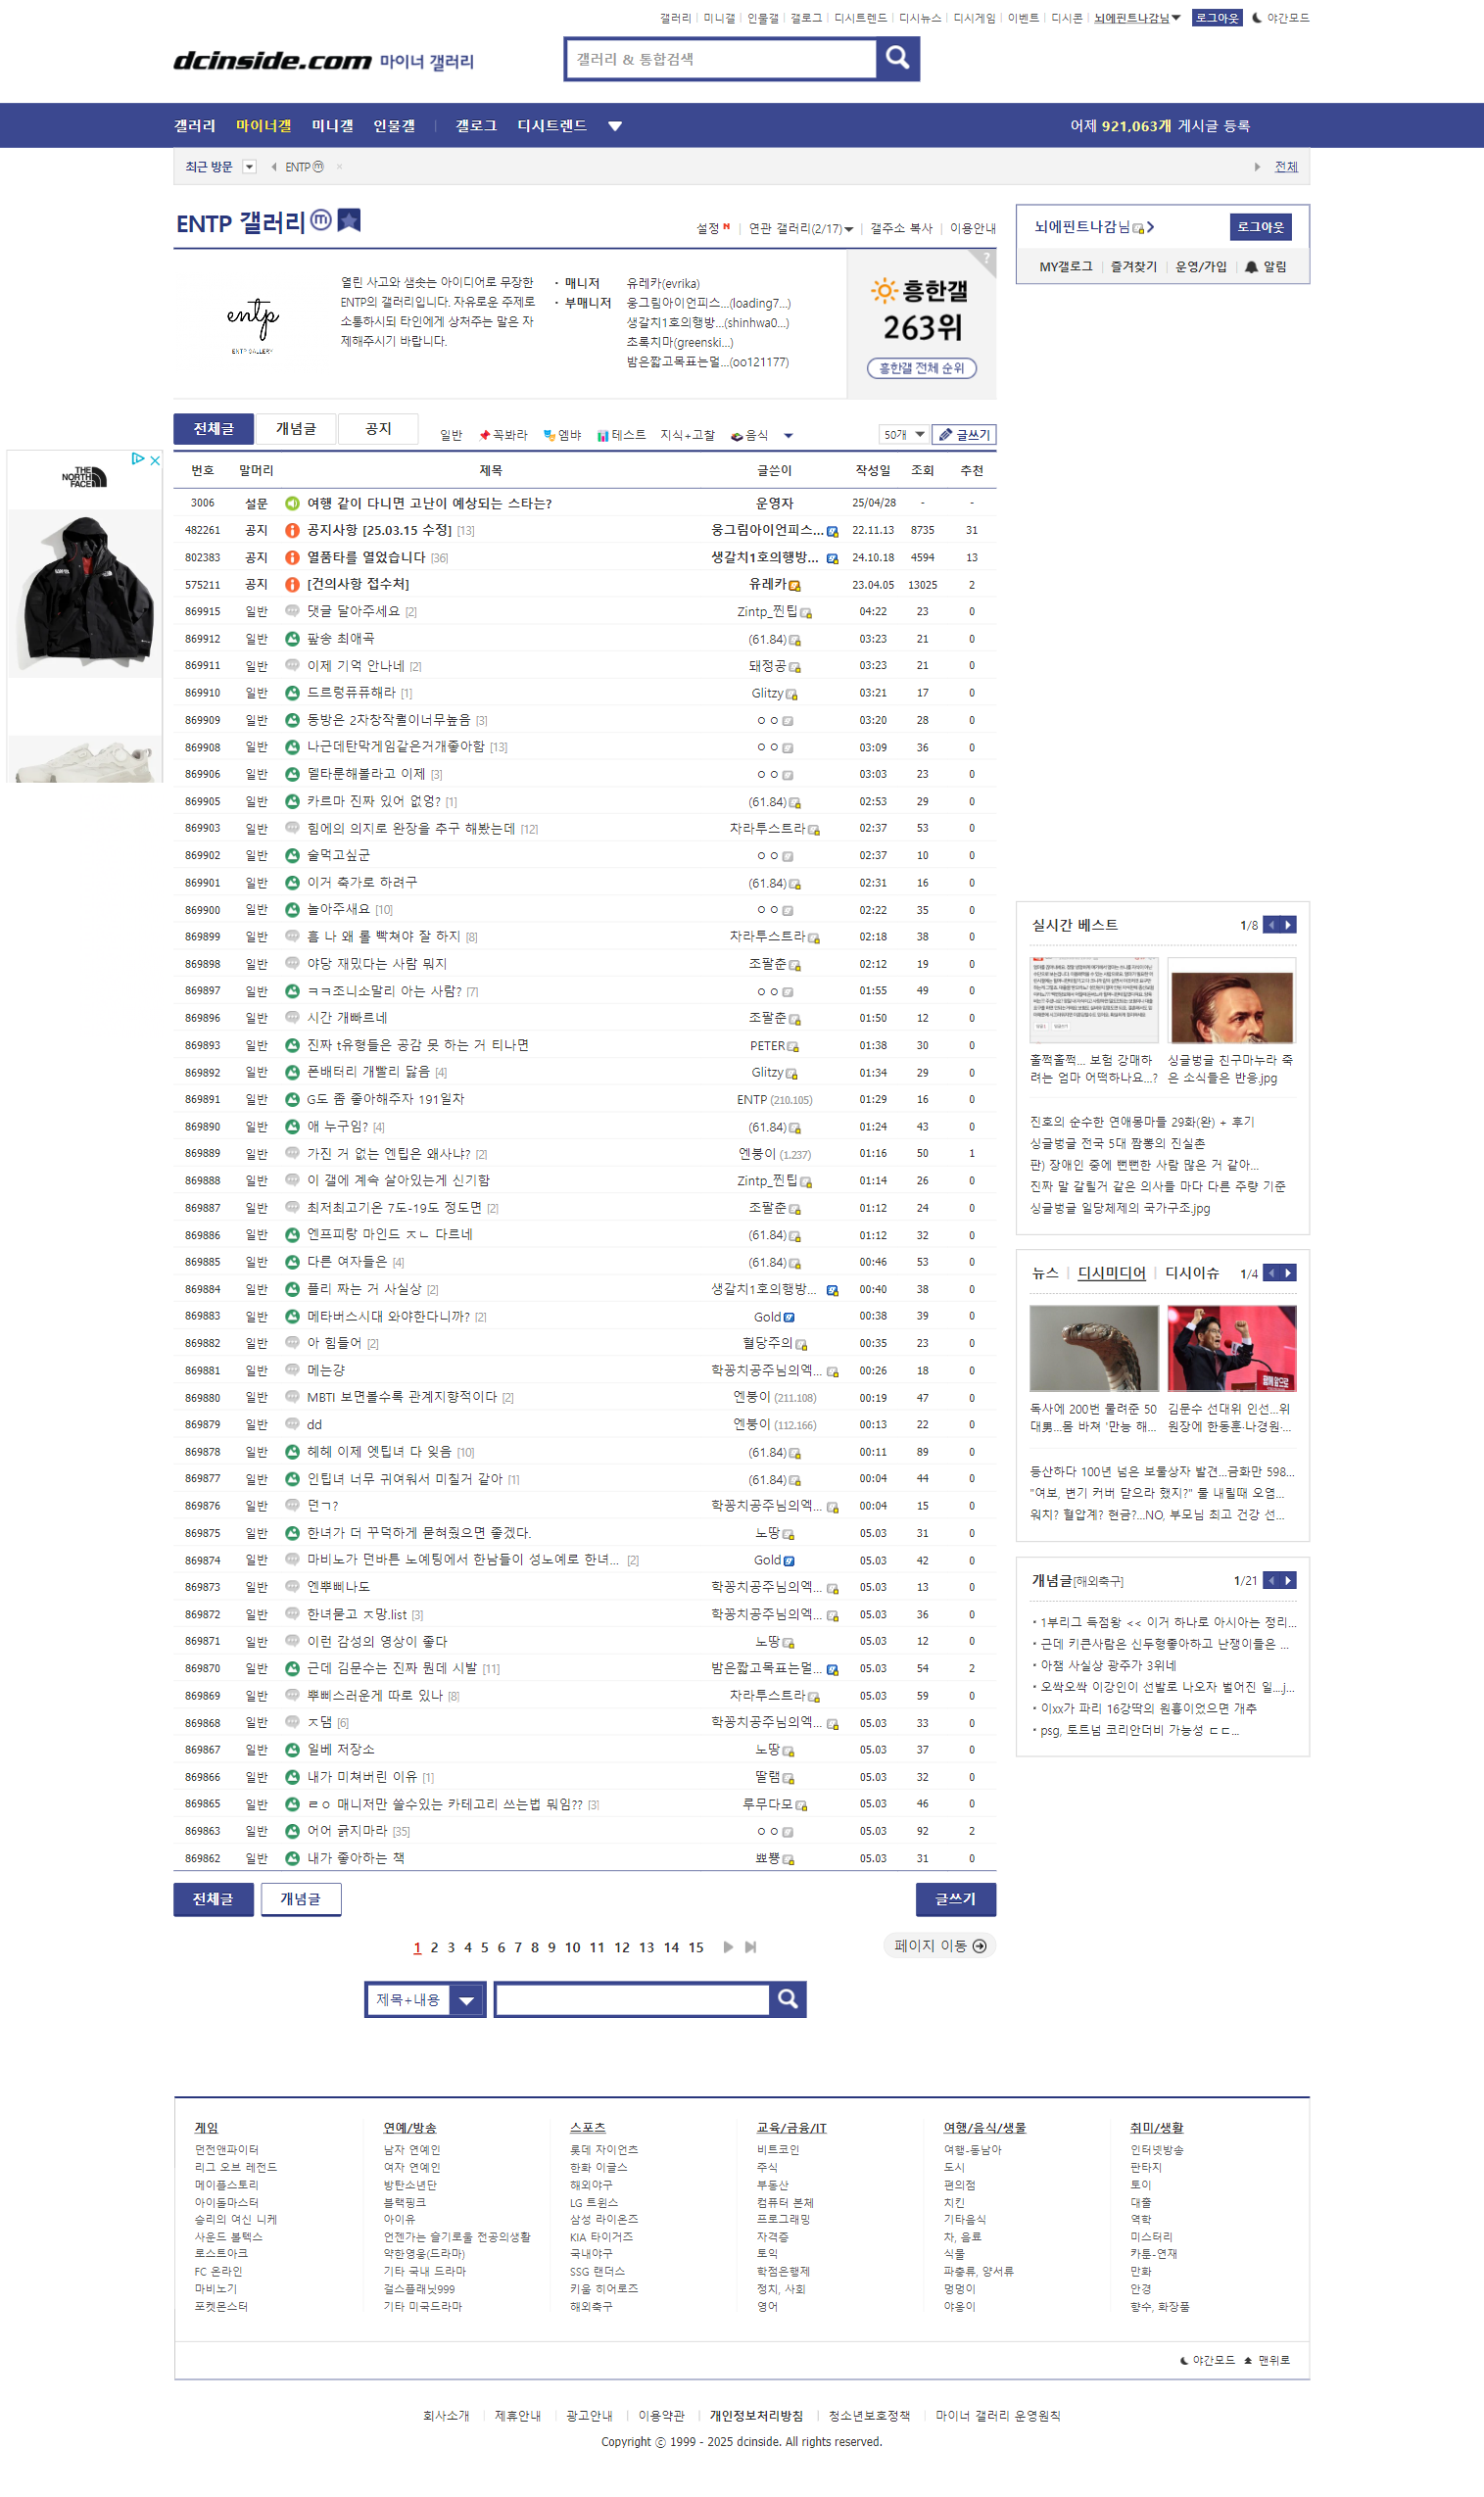 갤러리 | 미니갤 | 인물갤 | 갤로그 | 디시트렌드 | 디시뉴스 | 디시게임 | 이벤트 | 디시콘 | 뇌에핀트나감님 로그아웃 야간모드
dcinside.com 마이너 갤러리
갤러리 & 통합검색
갤러리 마이너갤 미니갤 인물갤 | 갤로그 디시트렌드 어제 921,063개 게시글 등록
최근 방문 ENTP ⓜ × 전체
ENTP 갤러리 ⓜ
설정 N | 연관 갤러리(2/17) | 갤주소 복사 | 이용안내
entp
ENTP GALLERY
열린 사고와 샘솟는 아이디어로 무장한
ENTP의 갤러리입니다. 자유로운 주제로
소통하시되 타인에게 상처주는 말은 자
제해주시기 바랍니다.
· 매니저 유레카(evrika)
· 부매니저 웅그림아이언피스...(loading7...)
생갈치1호의행방...(shinhwa0...)
초록치마(greenski...)
밤은짧고목표는멀...(oo121177)
?
흥한갤
263위
흥한갤 전체 순위
뇌에핀트나감님 로그아웃
MY갤로그 | 즐겨찾기 | 운영/가입 | 알림
전체글 개념글 공지 일반 꼭봐라 엠뱌 테스트 지식+고찰 음식 50개 글쓰기
THE NORTH FACE
번호 말머리 제목 글쓴이 작성일 조회 추천
3006 설문 여행 같이 다니면 고난이 예상되는 스타는? 운영자 25/04/28 - -
482261 공지 공지사항 [25.03.15 수정] [13] 웅그림아이언피스... 22.11.13 8735 31
802383 공지 열품타를 열었습니다 [36] 생갈치1호의행방... 24.10.18 4594 13
575211 공지 [건의사항 접수처] 유레카 23.04.05 13025 2
869915 일반 댓글 달아주세요 [2] Zintp_찐팁 04:22 23 0
869912 일반 팦송 최애곡 (61.84) 03:23 21 0
869911 일반 이제 기억 안나네 [2] 돼정공 03:23 21 0
869910 일반 드르렁퓨퓨해라 [1] Glitzy 03:21 17 0
869909 일반 동방은 2차창작퀄이너무높음 [3] ㅇㅇ 03:20 28 0
869908 일반 나근데탄막게임같은거개좋아함 [13] ㅇㅇ 03:09 36 0
869906 일반 델타룬해볼라고 이제 [3] ㅇㅇ 03:03 23 0
869905 일반 카르마 진짜 있어 없엉? [1] (61.84) 02:53 29 0
869903 일반 힘에의 의지로 완장을 추구 해봤는데 [12] 차라투스트라 02:37 53 0
869902 일반 술먹고싶군 ㅇㅇ 02:37 10 0
869901 일반 이거 축가로 하려구 (61.84) 02:31 16 0
869900 일반 놀아주새요 [10] ㅇㅇ 02:22 35 0
869899 일반 흠 나 왜 롤 빡쳐야 잘 하지 [8] 차라투스트라 02:18 38 0
869898 일반 야당 재밌다는 사람 뭐지 조팔춘 02:12 19 0
869897 일반 ㅋㅋ조니소말리 아는 사람? [7] ㅇㅇ 01:55 49 0
869896 일반 시간 개빠르네 조팔춘 01:50 12 0
869893 일반 진짜 t유형들은 공감 못 하는 거 티나면 PETER 01:38 30 0
869892 일반 폰배터리 개빨리 닳음 [4] Glitzy 01:34 29 0
869891 일반 G도 좀 좋아해주자 191일차 ENTP (210.105) 01:29 16 0
869890 일반 얘 누구임? [4] (61.84) 01:24 43 0
869889 일반 가진 거 없는 엔팁은 왜사냐? [2] 엔붕이 (1.237) 01:16 50 1
869888 일반 이 갤에 계속 살아있는게 신기함 Zintp_찐팁 01:14 26 0
869887 일반 최저최고기온 7도-19도 정도면 [2] 조팔춘 01:12 24 0
869886 일반 엔프피랑 마인드 ㅈㄴ 다르네 (61.84) 01:12 32 0
869885 일반 다른 여자들은 [4] (61.84) 00:46 53 0
869884 일반 플리 짜는 거 사실상 [2] 생갈치1호의행방... 00:40 38 0
869883 일반 메타버스시대 와야한다니까? [2] Gold 00:38 39 0
869882 일반 아 힘들어 [2] 혈당주의 00:35 23 0
869881 일반 메는걍 학꽁치공주님의엑... 00:26 18 0
869880 일반 MBTI 보면볼수록 관계지향적이다 [2] 엔붕이 (211.108) 00:19 47 0
869879 일반 dd 엔붕이 (112.166) 00:13 22 0
869878 일반 헤헤 이제 엣팁녀 다 잊음 [10] (61.84) 00:11 89 0
869877 일반 인팁녀 너무 귀여워서 미칠거 같아 [1] (61.84) 00:04 44 0
869876 일반 던ㄱ? 학꽁치공주님의엑... 00:04 15 0
869875 일반 한녀가 더 꾸덕하게 묻혀줬으면 좋겠다. 노땅 05.03 31 0
869874 일반 마비노가 던바튼 노예팅에서 한남들이 성노예로 한녀... [2] Gold 05.03 42 0
869873 일반 엔뿌삐나도 학꽁치공주님의엑... 05.03 13 0
869872 일반 한녀묻고 ㅈ망.list [3] 학꽁치공주님의엑... 05.03 36 0
869871 일반 이런 감성의 영상이 좋다 노땅 05.03 12 0
869870 일반 근데 김문수는 진짜 뭔데 시발 [11] 밤은짧고목표는멀... 05.03 54 2
869869 일반 뿌삐스러운게 따로 있나 [8] 차라투스트라 05.03 59 0
869868 일반 ㅈ댐 [6] 학꽁치공주님의엑... 05.03 33 0
869867 일반 일베 저장소 노땅 05.03 37 0
869866 일반 내가 미쳐버린 이유 [1] 딸램 05.03 32 0
869865 일반 ㄹㅇ 매니저만 쓸수있는 카테고리 쓰는법 뭐임?? [3] 루무다모 05.03 46 0
869863 일반 어어 긁지마라 [35] ㅇㅇ 05.03 92 2
869862 일반 내가 좋아하는 책 05.03 31 0
실시간 베스트 1/8
훌쩍훌쩍... 보험 강매하
려는 엄마 어떡하나요...?
싱글벙글 친구마누라 죽
은 소식들은 반응.jpg
진호의 순수한 연애몽마들 29화(완) + 후기
싱글벙글 전국 5대 짬뽕의 진실촌
판) 장애인 중에 뻔뻔한 사람 많은 거 같아...
진짜 말 갈릴거 같은 의사들 마다 다른 주량 기준
싱글벙글 일당체제의 국가구조.jpg
뉴스 | 디시미디어 | 디시이슈 1/4
독사에 200번 물려준 50
대男...몸 바쳐 '만능 해...
김문수 선대위 인선...위
원장에 한동훈·나경원·...
등산하다 100년 넘은 보물상자 발견...금화만 598...
"여보, 변기 커버 닫으라 했지?" 물 내릴때 오염...
워치? 혈압계? 현금?...NO, 부모님 최고 건강 선...
개념글[해외축구] 1/21
· 1부리그 득점왕 << 이거 하나로 아시아는 정리...
· 근데 키큰사람은 신두형좋아하고 난쟁이들은 ...
· 아챔 사실상 광주가 3위네
· 오싹오싹 이강인이 선발로 나오자 벌어진 일....j...
· 이xx가 파리 16강딱의 원흉이었으면 개추
· psg, 토트넘 코리안더비 가능성 ㄷㄷ...
전체글 개념글 글쓰기
1 2 3 4 5 6 7 8 9 10 11 12 13 14 15 페이지 이동
제목+내용
게임 연예/방송 스포츠 교육/금융/IT 여행/음식/생물 취미/생활
던전앤파이터 남자 연예인 롯데 자이언츠 비트코인 여행-동남아 인터넷방송
리그 오브 레전드 여자 연예인 한화 이글스 주식 도시 판타지
메이플스토리 방탄소년단 해외야구 부동산 편의점 토이
아이돌마스터 블랙핑크 LG 트윈스 컴퓨터 본체 치킨 대출
승리의 여신 니케 아이유 삼성 라이온즈 프로그래밍 기타음식 역학
사운드 볼텍스 언젠가는 슬기로울 전공의생활 KIA 타이거즈 자격증 차, 음료 미스터리
로스트아크 약한영웅(드라마) 국내야구 토익 식물 카툰-연재
FC 온라인 기타 국내 드라마 SSG 랜더스 학점은행제 파충류, 양서류 만화
마비노기 걸스플래닛999 키움 히어로즈 정치, 사회 멍멍이 안경
포켓몬스터 기타 미국드라마 해외축구 영어 야옹이 향수, 화장품
야간모드 맨위로
회사소개 | 제휴안내 | 광고안내 | 이용약관 | 개인정보처리방침 | 청소년보호정책 | 마이너 갤러리 운영원칙
Copyright ⓒ 1999 - 2025 dcinside. All rights reserved.